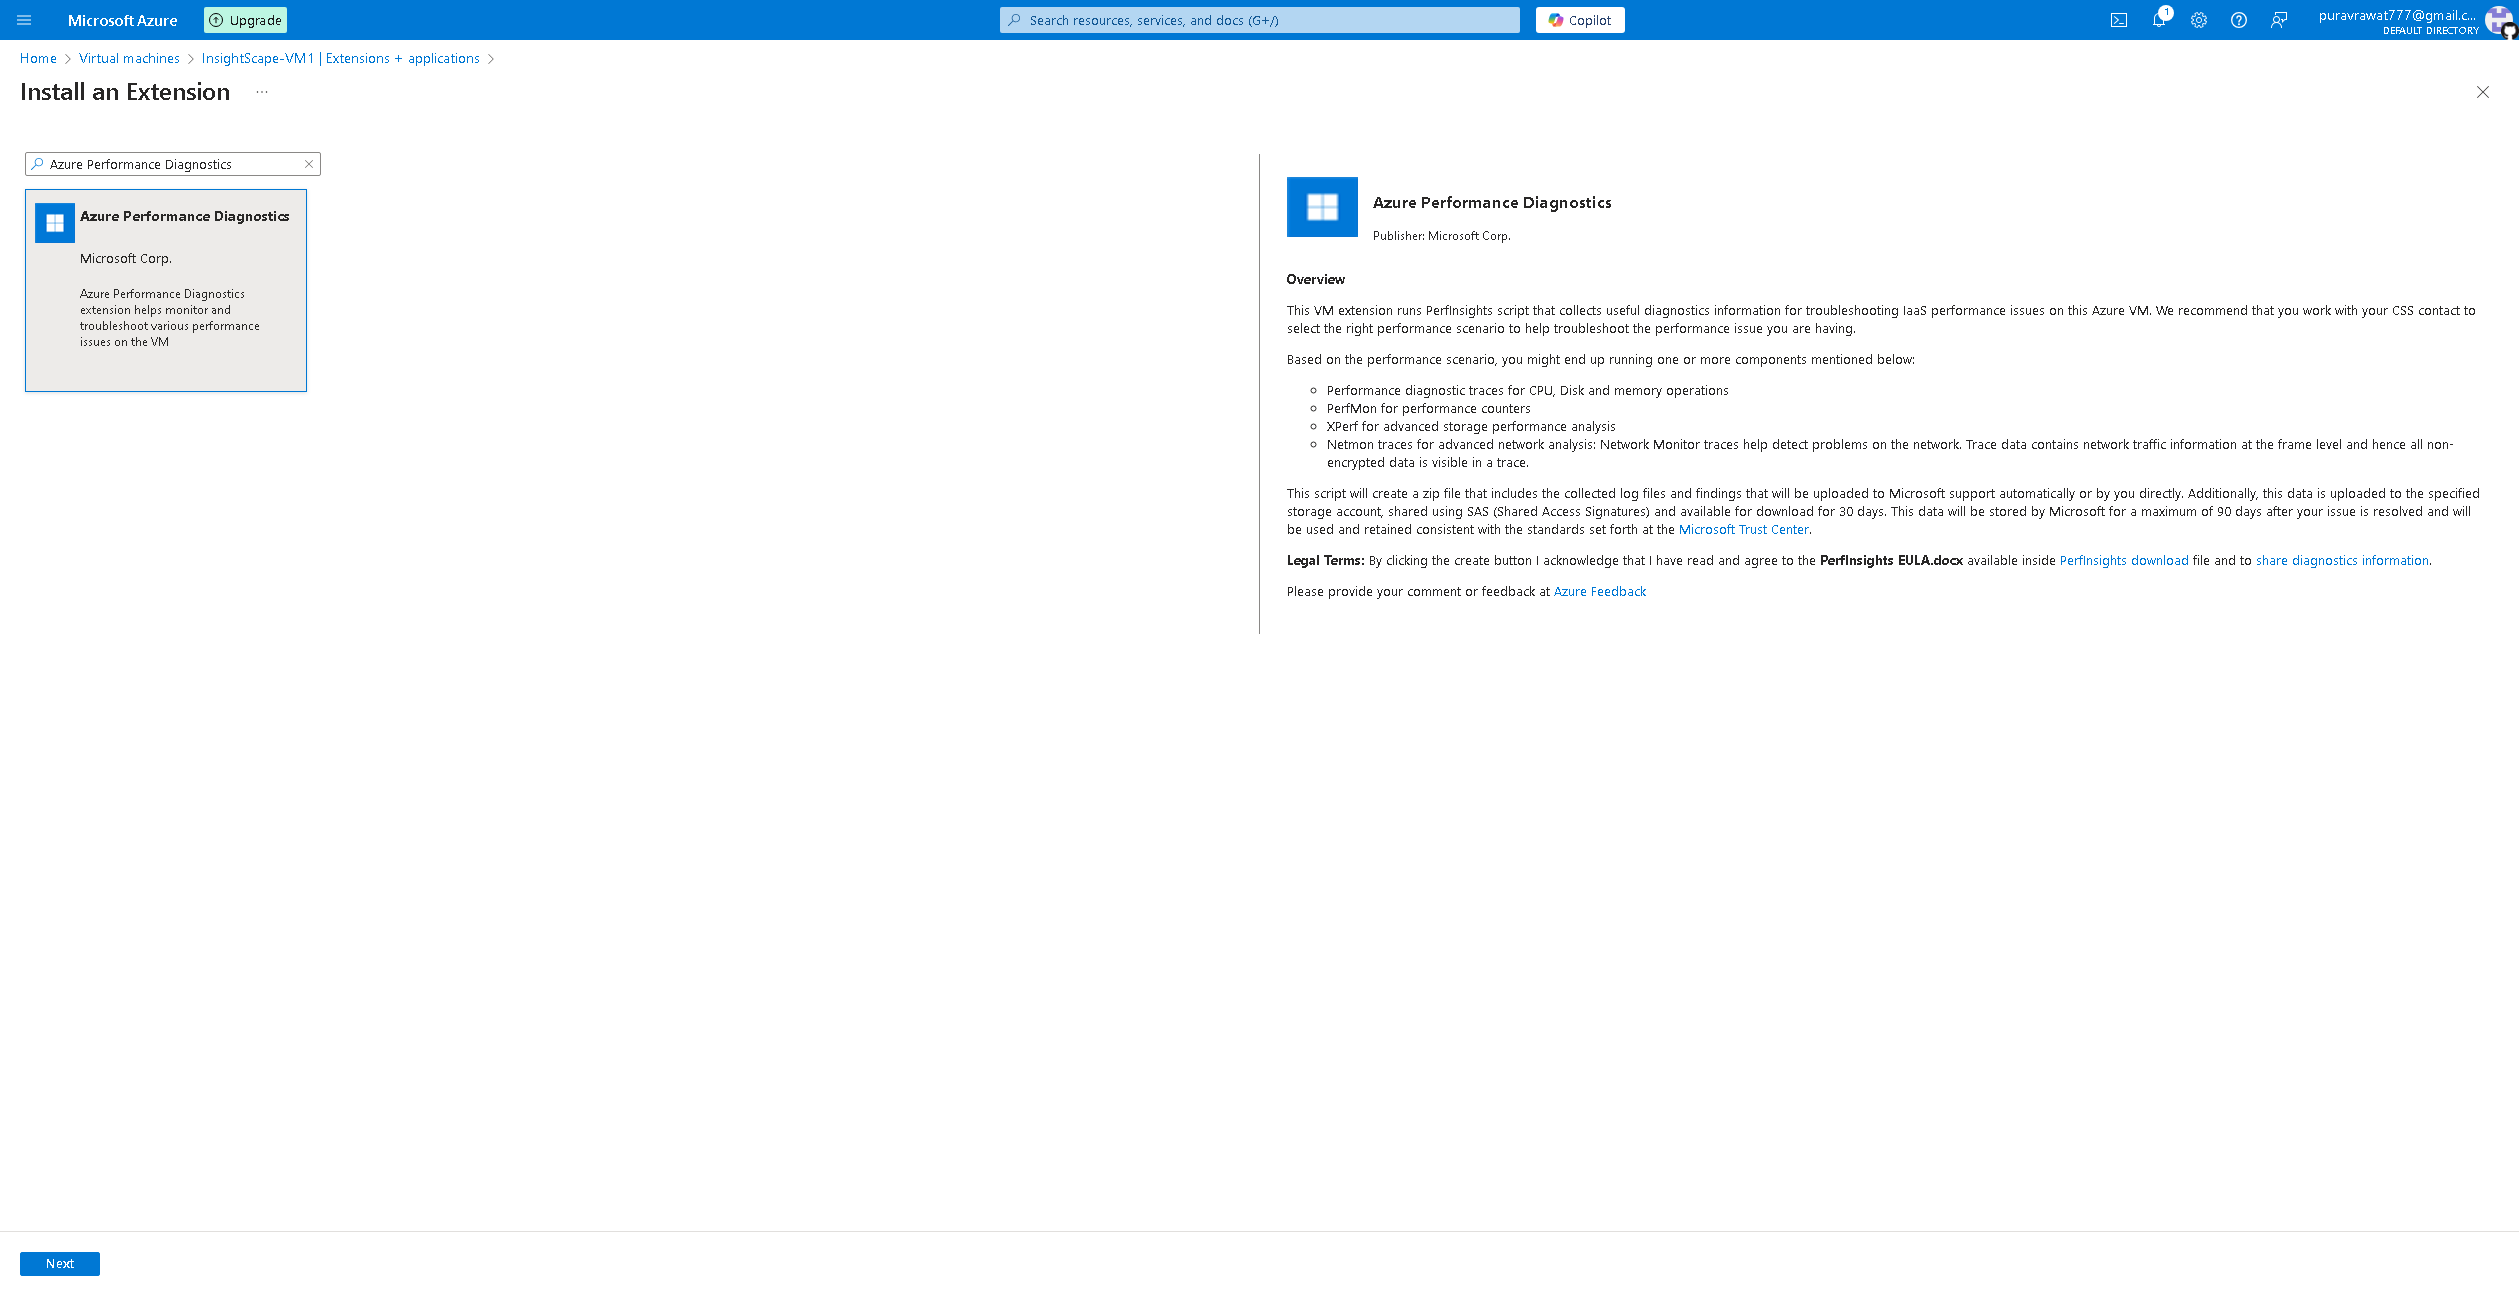 Microsoft Azure
Upgrade
Search resources, services, and docs (G+/)
Copilot
1
puravrawat777@gmail.c...
DEFAULT DIRECTORY
Home > Virtual machines > InsightScape-VM1 | Extensions + applications >
Install an Extension ...
Azure Performance Diagnostics
Azure Performance Diagnostics
Microsoft Corp.
Azure Performance Diagnostics
extension helps monitor and
troubleshoot various performance
issues on the VM
Azure Performance Diagnostics
Publisher: Microsoft Corp.
Overview
This VM extension runs PerfInsights script that collects useful diagnostics information for troubleshooting IaaS performance issues on this Azure VM. We recommend that you work with your CSS contact to
select the right performance scenario to help troubleshoot the performance issue you are having.
Based on the performance scenario, you might end up running one or more components mentioned below:
Performance diagnostic traces for CPU, Disk and memory operations
PerfMon for performance counters
XPerf for advanced storage performance analysis
Netmon traces for advanced network analysis: Network Monitor traces help detect problems on the network. Trace data contains network traffic information at the frame level and hence all non-
encrypted data is visible in a trace.
This script will create a zip file that includes the collected log files and findings that will be uploaded to Microsoft support automatically or by you directly. Additionally, this data is uploaded to the specified
storage account, shared using SAS (Shared Access Signatures) and available for download for 30 days. This data will be stored by Microsoft for a maximum of 90 days after your issue is resolved and will
be used and retained consistent with the standards set forth at the Microsoft Trust Center.
Legal Terms: By clicking the create button I acknowledge that I have read and agree to the PerfInsights EULA.docx available inside PerfInsights download file and to share diagnostics information.
Please provide your comment or feedback at Azure Feedback
Next